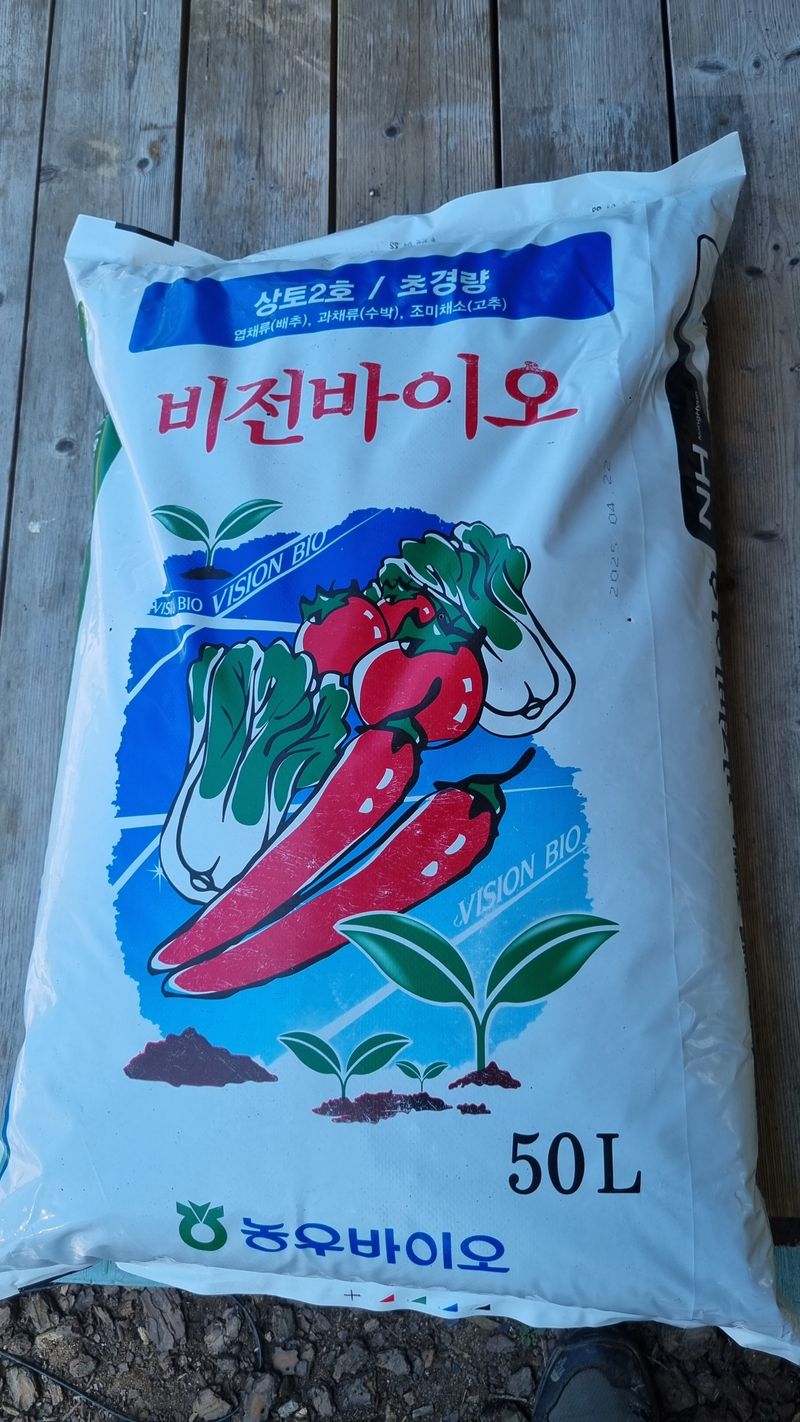 상토2호 / 초경량
엽채류(배추), 과채류(수박), 조미채소(고추)
비전바이오
2025. 04. 22
NH
VISION BIO
VISION BIO
VISION BIO
50L
농우바이오